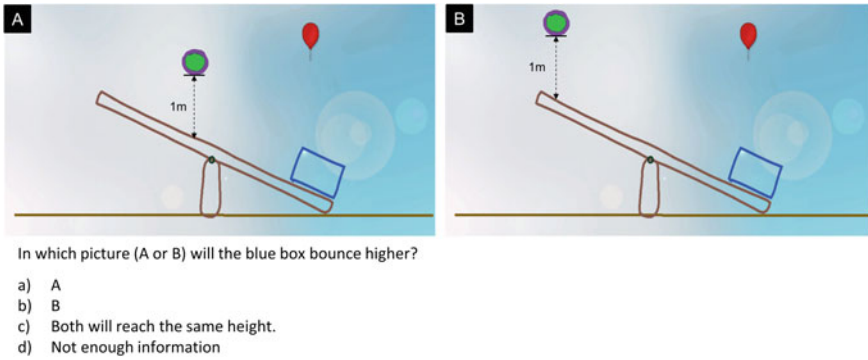 A
B
1m
1m
In which picture (A or B) will the blue box bounce higher?
a) A
b) B
c) Both will reach the same height.
d) Not enough information